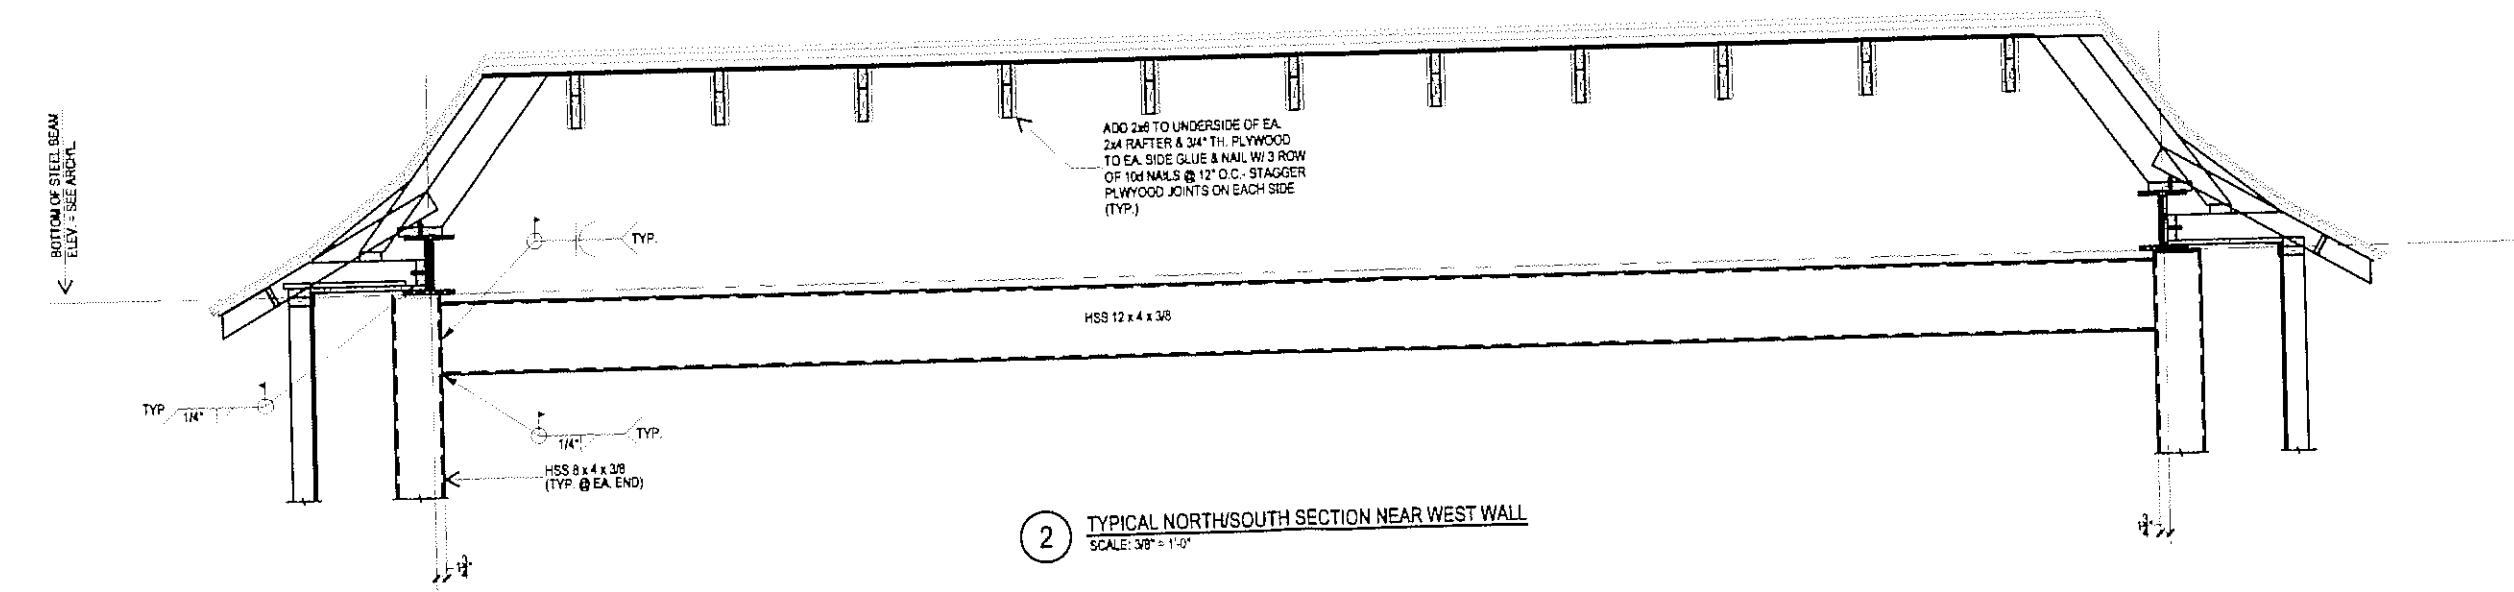 BOTTOM OF STEEL BEAM
ELEV. = SEE ARCH'L
ADD 2x6 TO UNDERSIDE OF EA.
2x4 RAFTER & 3/4" TH. PLYWOOD
TO EA. SIDE GLUE & NAIL W/ 3 ROW
OF 10d NAILS @ 12" O.C.- STAGGER
PLWYOOD JOINTS ON EACH SIDE
(TYP.)
TYP.
HSS 12 x 4 x 3/8
TYP
1/4"
1/4"
TYP.
HSS 8 x 4 x 3/8
(TYP. @ EA. END)
2
TYPICAL NORTH/SOUTH SECTION NEAR WEST WALL
SCALE: 3/8" = 1'-0"